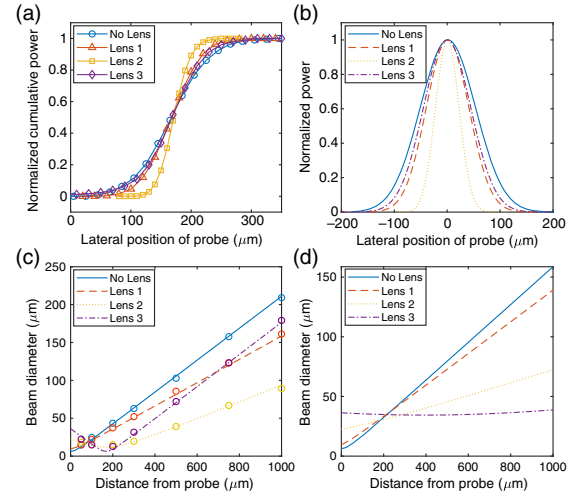 (a)
Normalized cumulative power
1
0.8
0.6
0.4
0.2
0
No Lens
Lens 1
Lens 2
Lens 3
0 100 200 300
Lateral position of probe (μm)
(b)
Normalized power
1
0.8
0.6
0.4
0.2
0
No Lens
Lens 1
Lens 2
Lens 3
−200 −100 0 100 200
Lateral position of probe (μm)
(c)
Beam diameter (μm)
250
200
150
100
50
0
No Lens
Lens 1
Lens 2
Lens 3
0 200 400 600 800 1000
Distance from probe (μm)
(d)
Beam diameter (μm)
150
100
50
0
No Lens
Lens 1
Lens 2
Lens 3
0 200 400 600 800 1000
Distance from probe (μm)